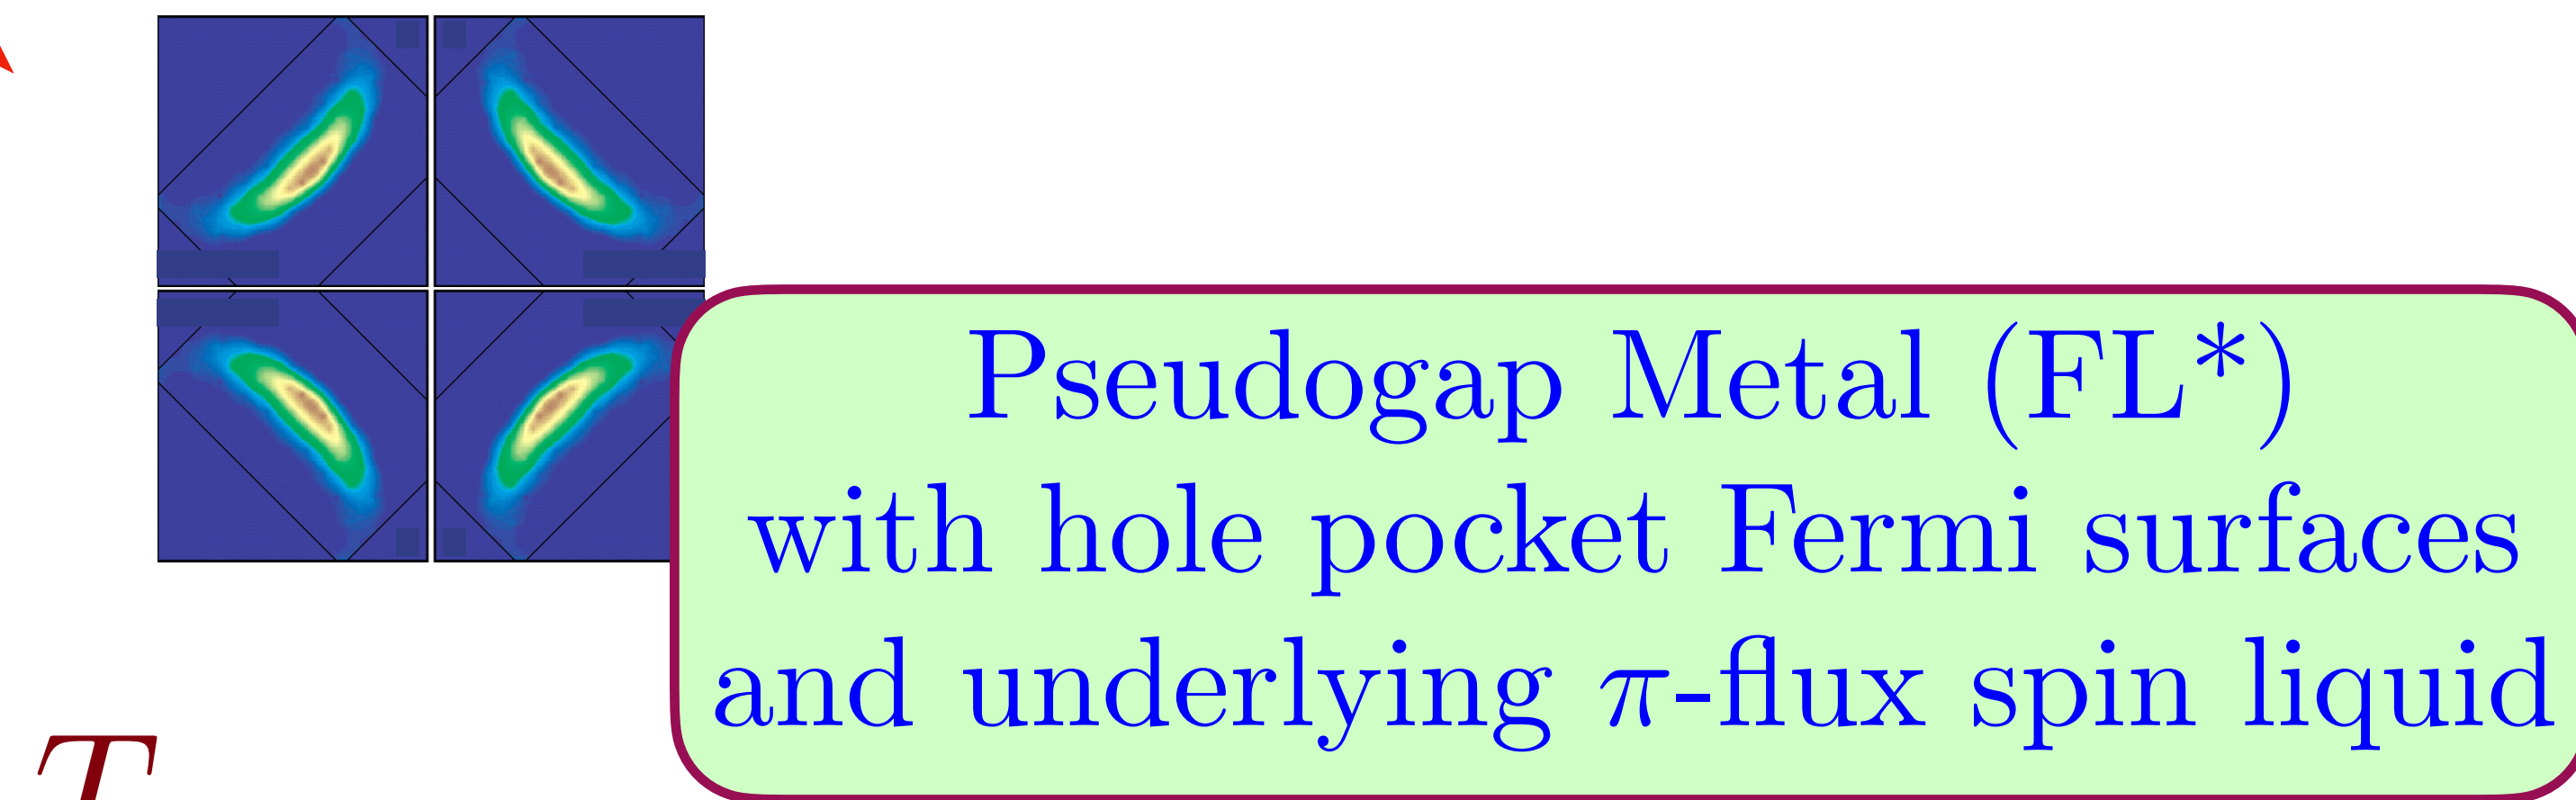 Pseudogap Metal (FL*)
with hole pocket Fermi surfaces
and underlying π-flux spin liquid
T